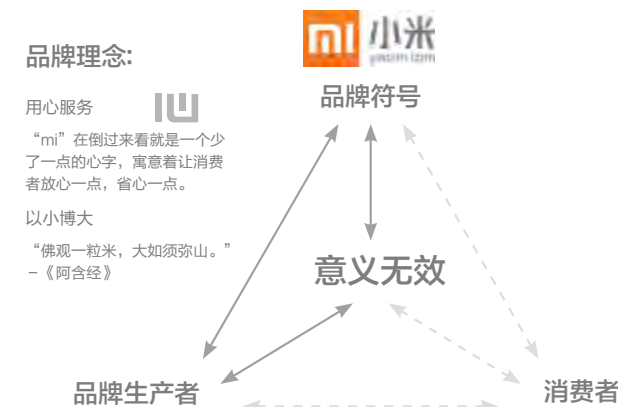 mi 小米
品牌理念:
品牌符号
用心服务
“mi”在倒过来看就是一个少
了一点的心字，寓意着让消费
者放心一点，省心一点。
以小博大
“佛观一粒米，大如须弥山。”
–《阿含经》
意义无效
品牌生产者
消费者